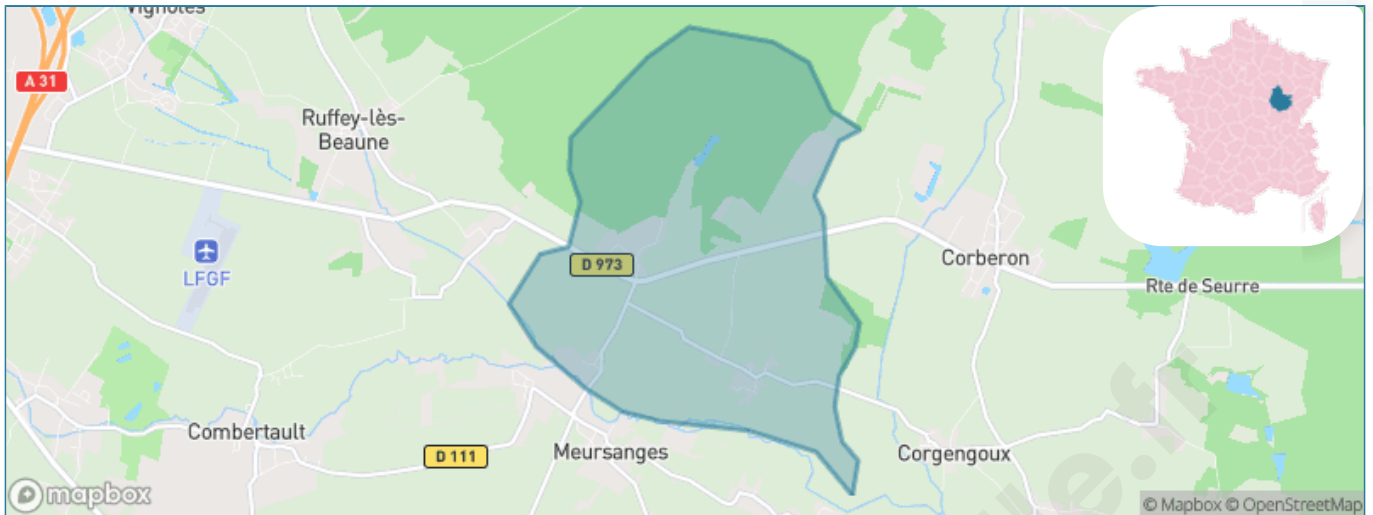 Vignoles
A 31
Ruffey-lès-
Beaune
LFGF
D 973
Corberon
Rte de Seurre
Combertault
D 111
Meursanges
Corgengoux
mapbox
© Mapbox © OpenStreetMap